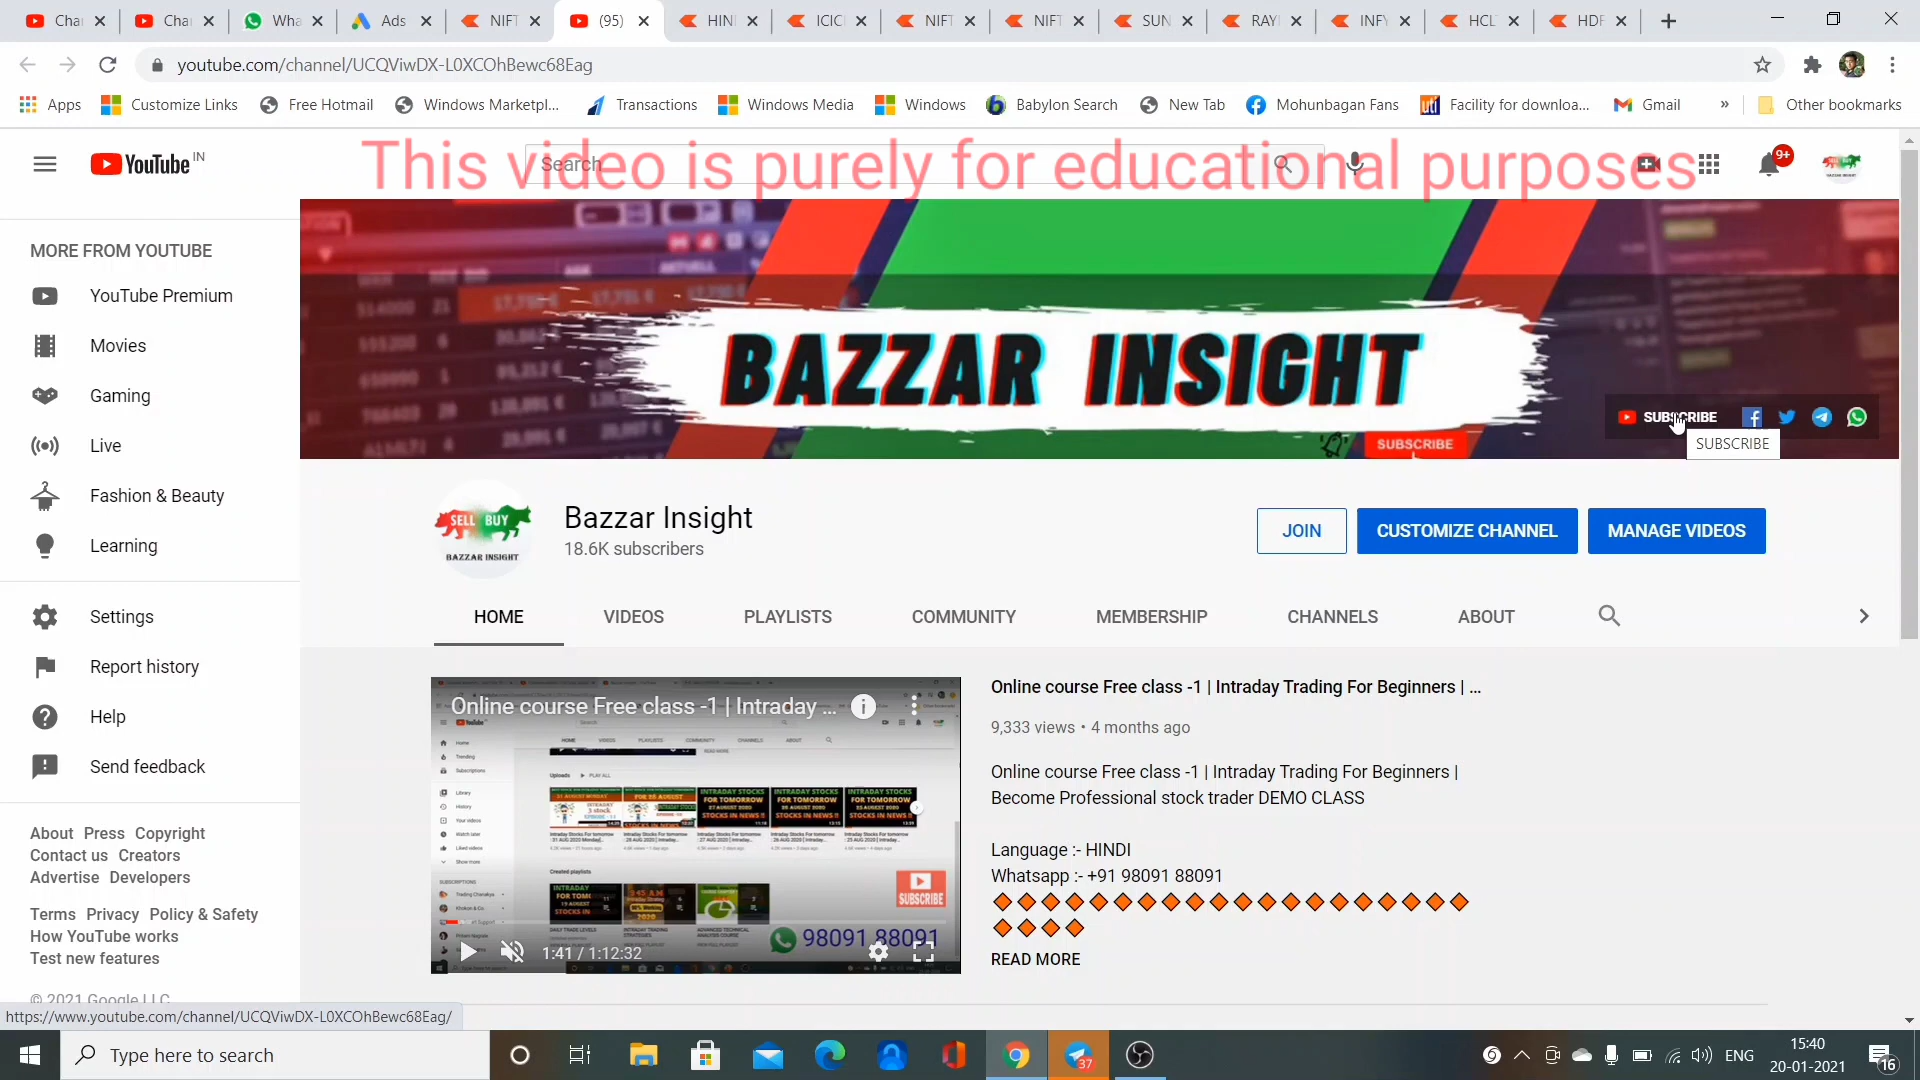 Cha
Cha
Wha
Ads
NIFT
(95)
HIN
ICIC
NIFT
NIFT
SUN
RAY
INFY
HCL
HDF
youtube.com/channel/UCQViwDX-L0XCOhBewc68Eag
Apps
Customize Links
Free Hotmail
Windows Marketpl...
Transactions
Windows Media
Windows
Babylon Search
New Tab
Mohunbagan Fans
Facility for downloa...
Gmail
»
Other bookmarks
YouTube IN
Search
This video is purely for educational purposes
9+
MORE FROM YOUTUBE
YouTube Premium
Movies
Gaming
Live
Fashion & Beauty
Learning
Settings
Report history
Help
Send feedback
About Press Copyright
Contact us Creators
Advertise Developers
Terms Privacy Policy & Safety
How YouTube works
Test new features
© 2021 Google LLC
BAZZAR INSIGHT
SUBSCRIBE
SUBSCRIBE
SUBSCRIBE
SELL BUY
BAZZAR INSIGHT
Bazzar Insight
18.6K subscribers
JOIN
CUSTOMIZE CHANNEL
MANAGE VIDEOS
HOME
VIDEOS
PLAYLISTS
COMMUNITY
MEMBERSHIP
CHANNELS
ABOUT
Online course Free class -1 | Intraday ...
SUBSCRIBE
98091 88091
1:41 / 1:12:32
Online course Free class -1 | Intraday Trading For Beginners | ...
9,333 views • 4 months ago
Online course Free class -1 | Intraday Trading For Beginners |
Become Professional stock trader DEMO CLASS
Language :- HINDI
Whatsapp :- +91 98091 88091
READ MORE
https://www.youtube.com/channel/UCQViwDX-L0XCOhBewc68Eag/
Type here to search
37
ENG
15:40
20-01-2021
16